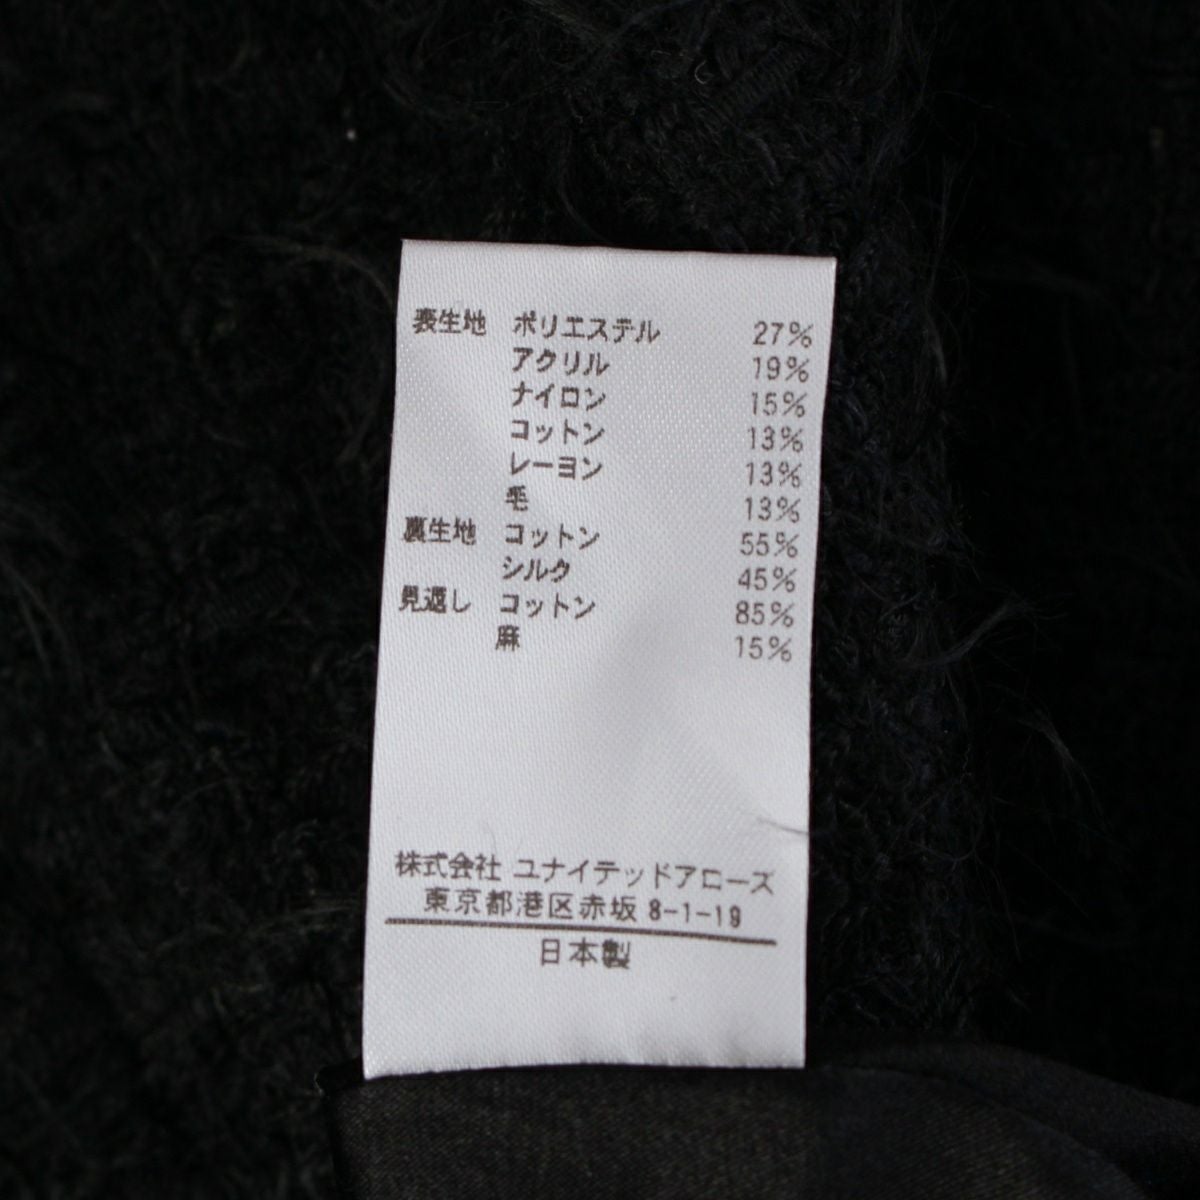 表生地 ポリエステル 27%
アクリル 19%
ナイロン 15%
コットン 13%
レーヨン 13%
毛 13%
裏生地 コットン 55%
シルク 45%
見返し コットン 85%
麻 15%
株式会社 ユナイテッドアローズ
東京都港区赤坂 8-1-19
日本製